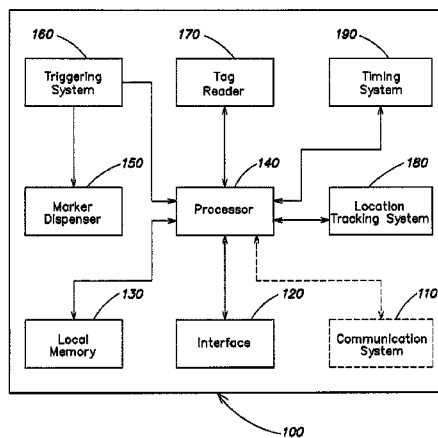 160
170
190
Triggering
System
Tag
Reader
Timing
System
150
140
180
Marker
Dispenser
Processor
Location
Tracking System
130
120
110
Local
Memory
Interface
Communication
System
100